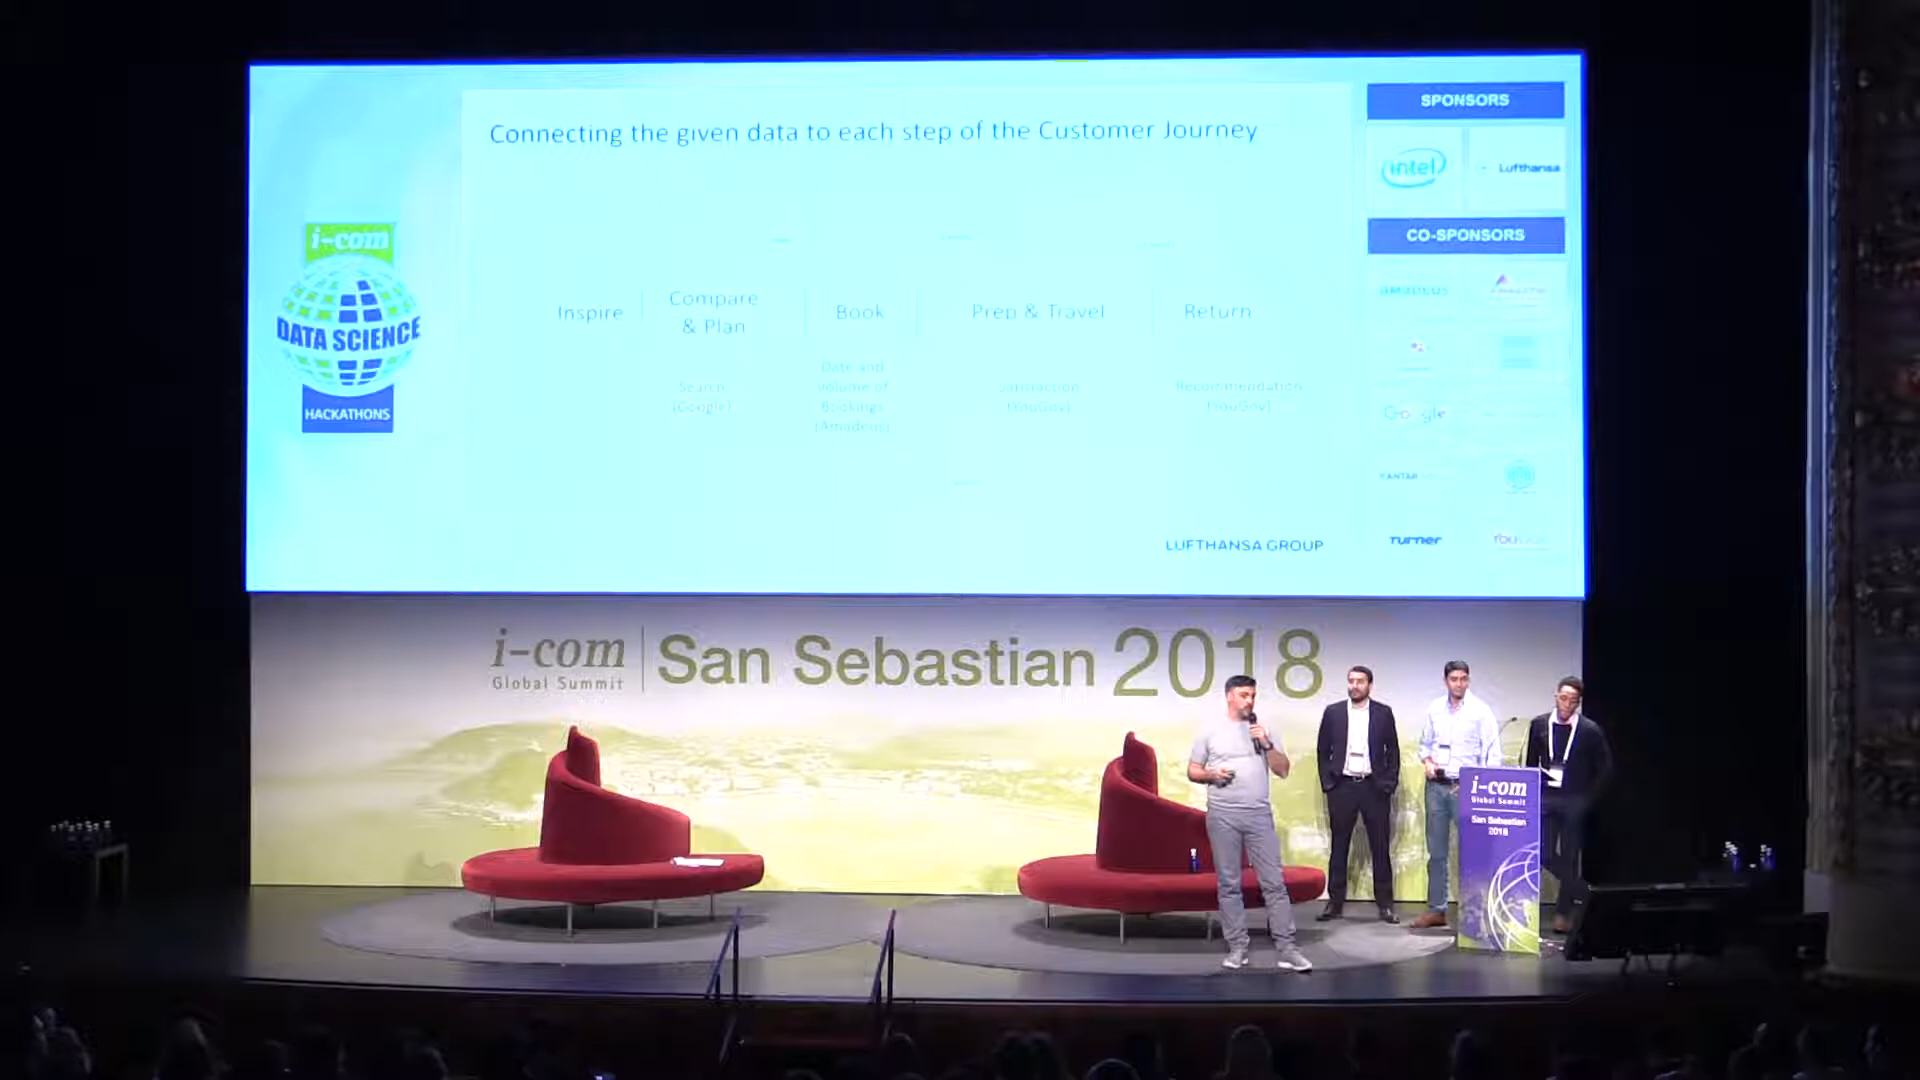 Connecting the given data to each step of the Customer Journey
Inspire
Compare
& Plan
Book
Prep & Travel
Return
Search
(Google)
Date and
Volume of
Bookings
(Amadeus)
Satisfaction
(YouGov)
Recommendation
(YouGov)
LUFTHANSA GROUP
i-com
DATA SCIENCE
HACKATHONS
SPONSORS
intel
Lufthansa
CO-SPONSORS
amadeus
Google
KANTAR
Turner
i-com
Global Summit
San Sebastian 2018
i-com
Global Summit
San Sebastian
2018